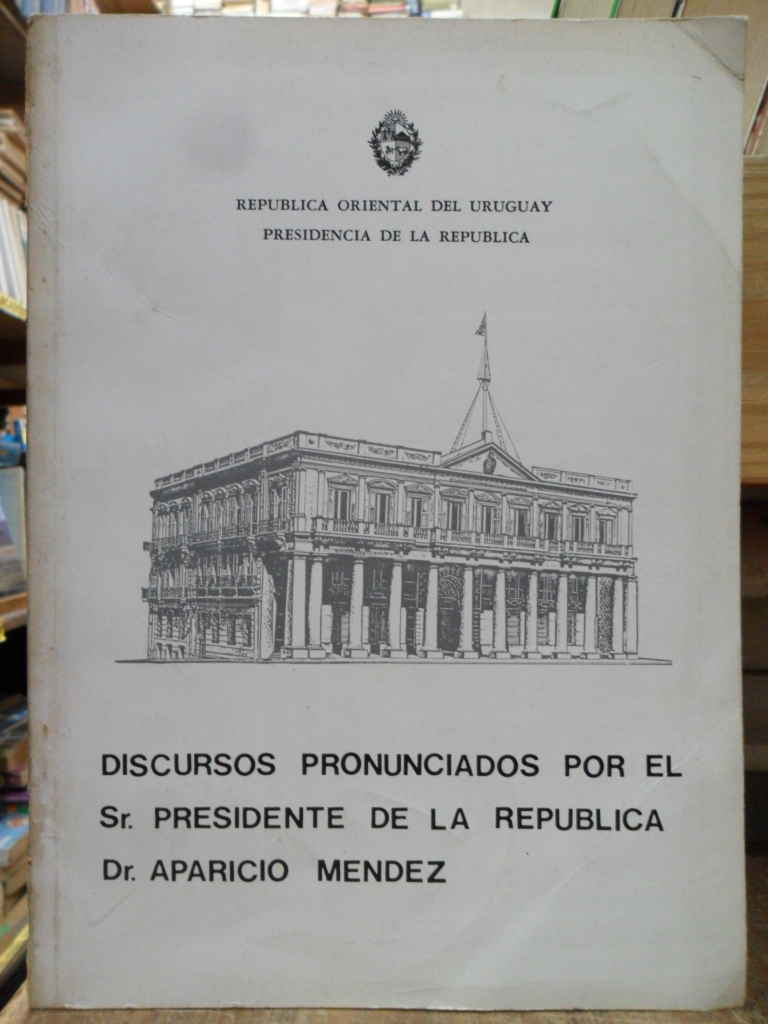 REPUBLICA ORIENTAL DEL URUGUAY
PRESIDENCIA DE LA REPUBLICA
DISCURSOS PRONUNCIADOS POR EL
Sr. PRESIDENTE DE LA REPUBLICA
Dr. APARICIO MENDEZ